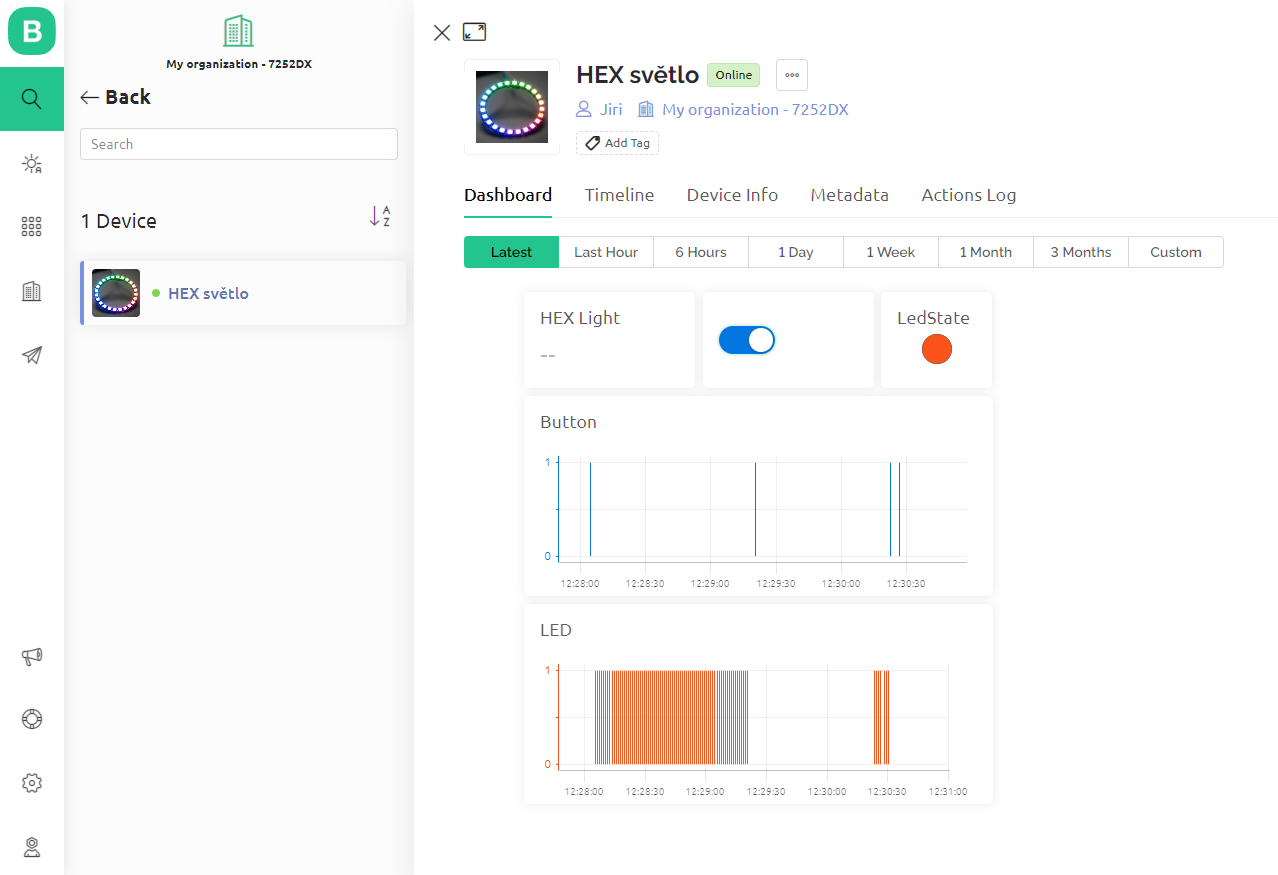 B
My organization - 7252DX
Back
Search
1 Device
A
Z
HEX světlo
HEX světlo
Online
Jiri
My organization - 7252DX
Add Tag
Dashboard Timeline Device Info Metadata Actions Log
Latest Last Hour 6 Hours 1 Day 1 Week 1 Month 3 Months Custom
HEX Light
--
LedState
Button
1
0
12:28:00 12:28:30 12:29:00 12:29:30 12:30:00 12:30:30
LED
1
0
12:28:00 12:28:30 12:29:00 12:29:30 12:30:00 12:30:30 12:31:00